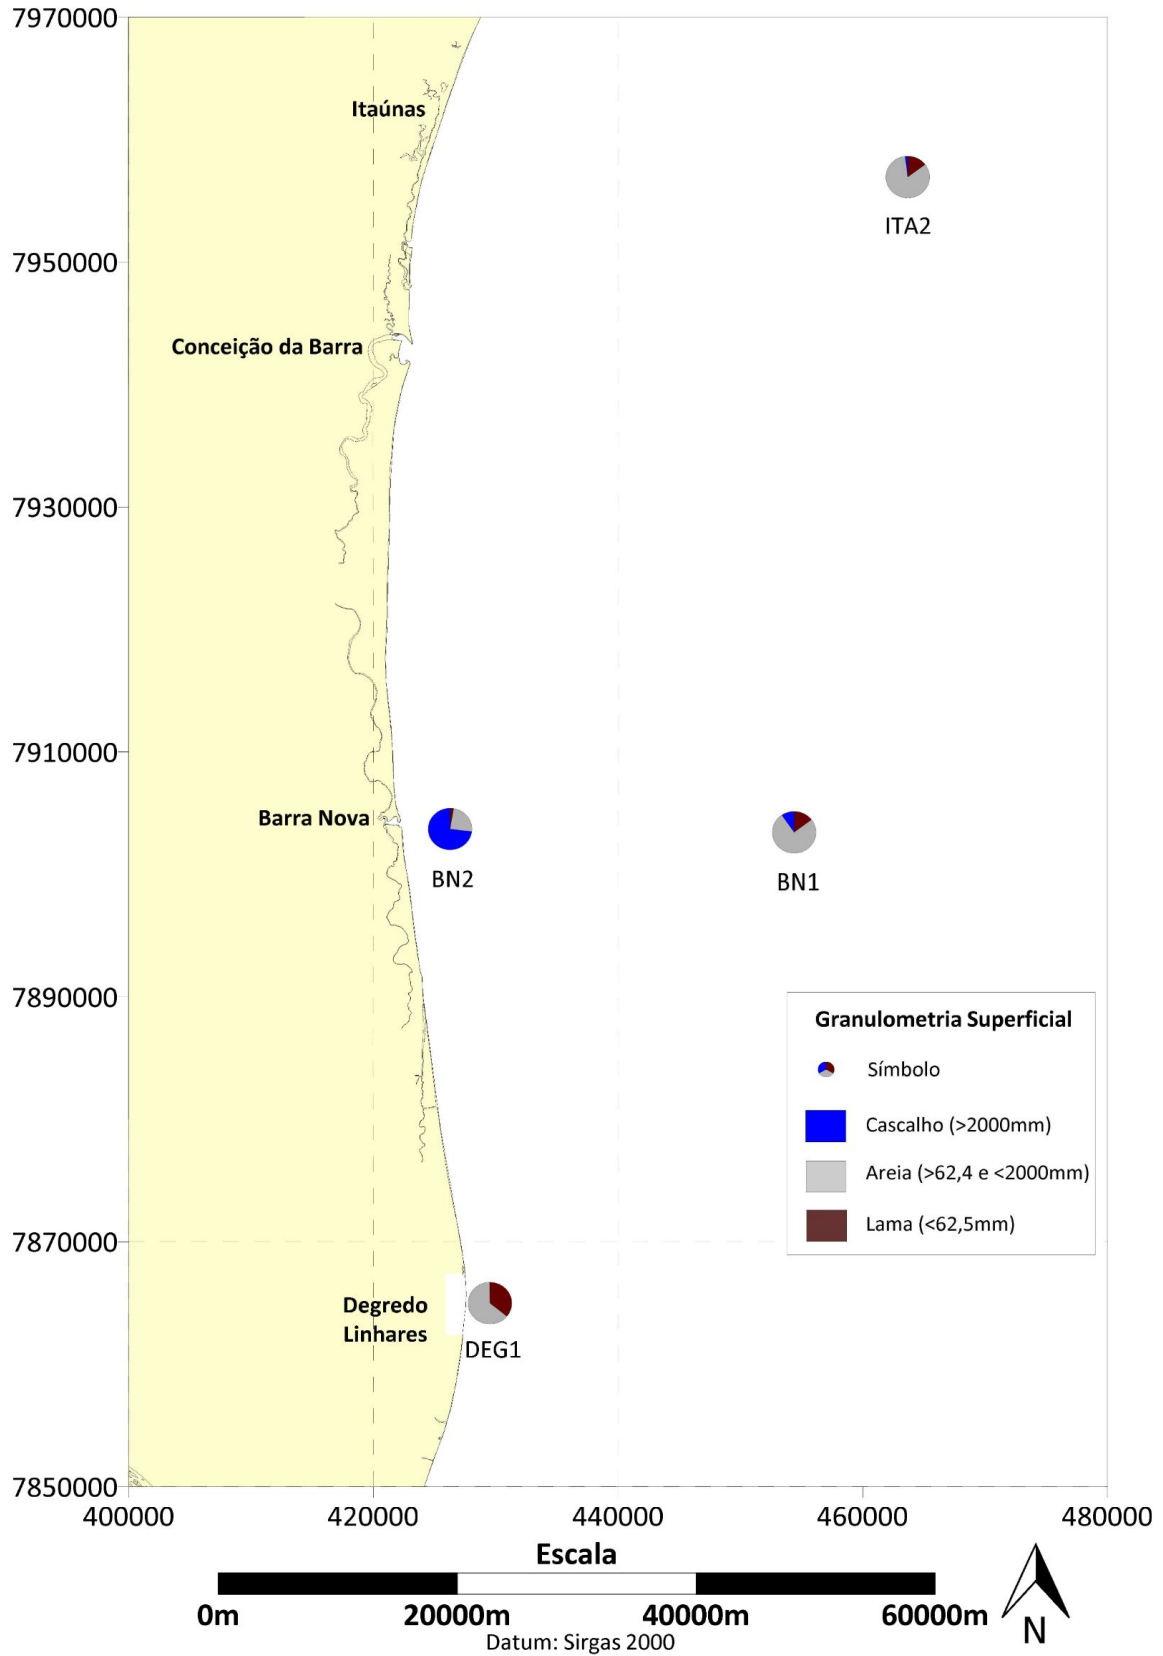 7970000
Itaúnas
ITA2
7950000
Conceição da Barra
7930000
7910000
Barra Nova
BN2
BN1
7890000
Granulometria Superficial
Símbolo
Cascalho (>2000mm)
Areia (>62,4 e <2000mm)
Lama (<62,5mm)
7870000
Degredo
Linhares
DEG1
7850000
400000 420000 440000 460000 480000
Escala
0m 20000m 40000m 60000m
Datum: Sirgas 2000
N